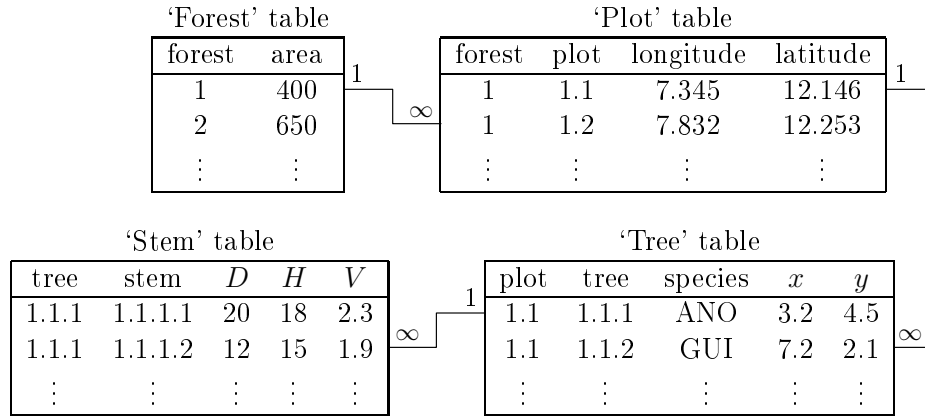 ‘Forest’ table
forest area
1 400
2 650
⋮ ⋮
1
∞
‘Plot’ table
forest plot longitude latitude
1 1.1 7.345 12.146
1 1.2 7.832 12.253
⋮ ⋮ ⋮ ⋮
1
‘Stem’ table
tree stem D H V
1.1.1 1.1.1.1 20 18 2.3
1.1.1 1.1.1.2 12 15 1.9
⋮ ⋮ ⋮ ⋮ ⋮
∞
1
‘Tree’ table
plot tree species x y
1.1 1.1.1 ANO 3.2 4.5
1.1 1.1.2 GUI 7.2 2.1
⋮ ⋮ ⋮ ⋮ ⋮
∞